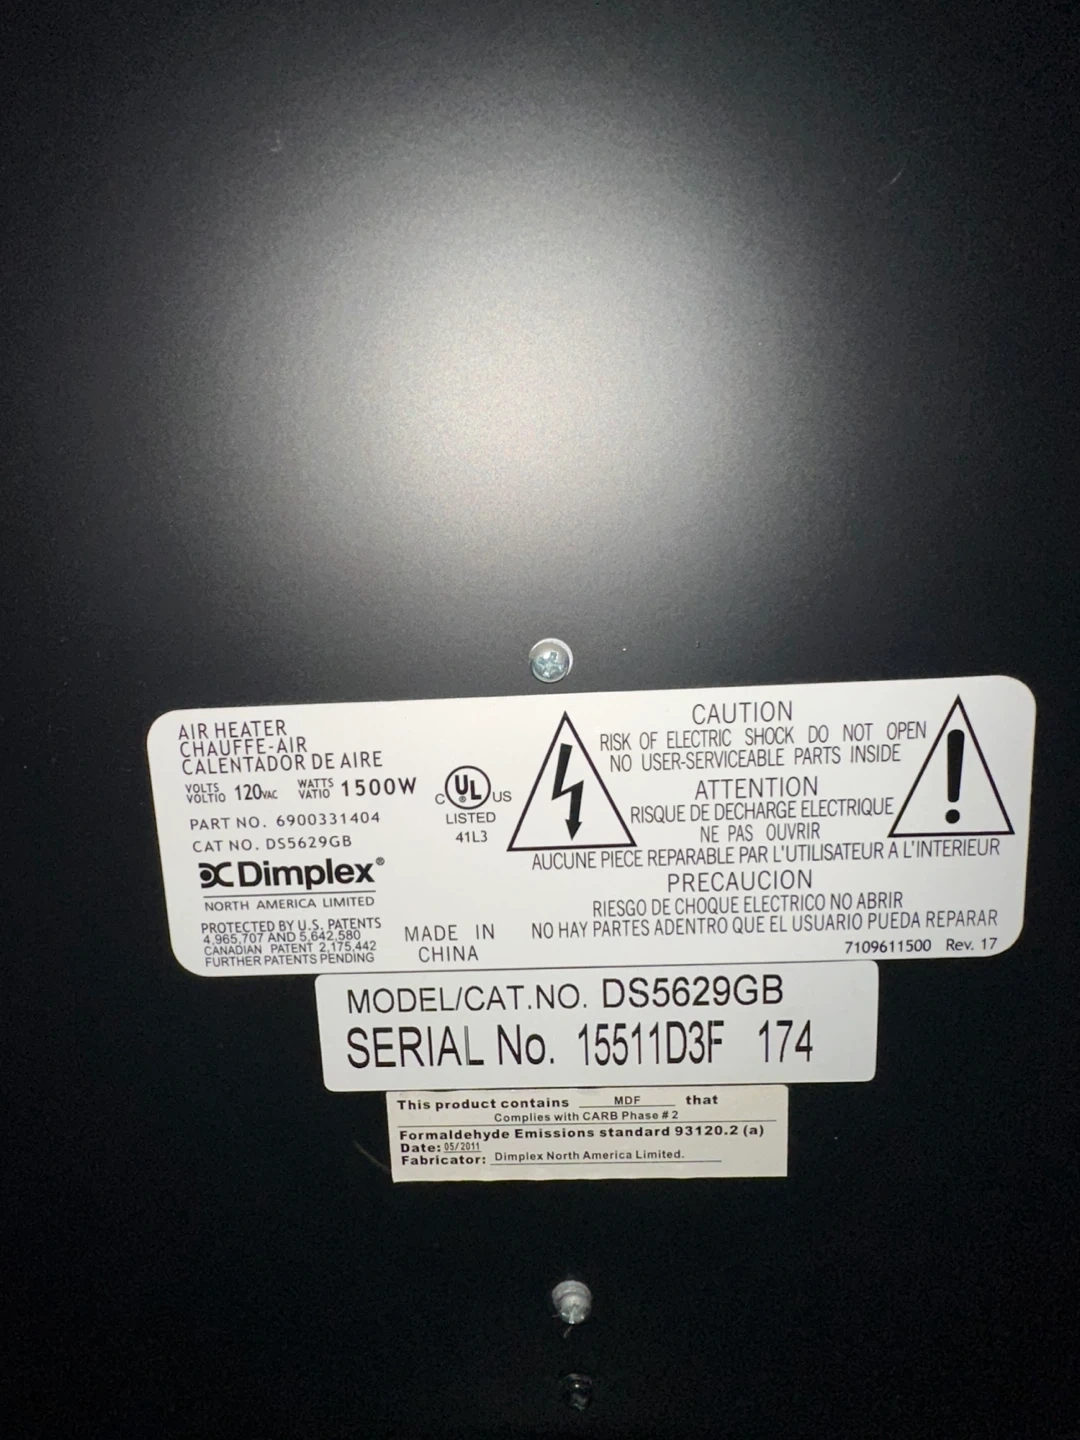 AIR HEATER
CHAUFFE-AIR
CALENTADOR DE AIRE
VOLTS
VOLTIO 120VAC WATTS
VATIO 1500W
PART NO. 6900331404
CAT NO. DS5629GB
Dimplex®
NORTH AMERICA LIMITED
PROTECTED BY U.S. PATENTS
4,965,707 AND 5,642,580
CANADIAN PATENT 2,175,442
FURTHER PATENTS PENDING
C UL US
LISTED
41L3
MADE IN
CHINA
CAUTION
RISK OF ELECTRIC SHOCK DO NOT OPEN
NO USER-SERVICEABLE PARTS INSIDE
ATTENTION
RISQUE DE DECHARGE ELECTRIQUE
NE PAS OUVRIR
AUCUNE PIECE REPARABLE PAR L'UTILISATEUR A L'INTERIEUR
PRECAUCION
RIESGO DE CHOQUE ELECTRICO NO ABRIR
NO HAY PARTES ADENTRO QUE EL USUARIO PUEDA REPARAR
7109611500 Rev. 17
MODEL/CAT.NO. DS5629GB
SERIAL No. 15511D3F 174
This product contains MDF that
Complies with CARB Phase # 2
Formaldehyde Emissions standard 93120.2 (a)
Date: 05/2011
Fabricator: Dimplex North America Limited.